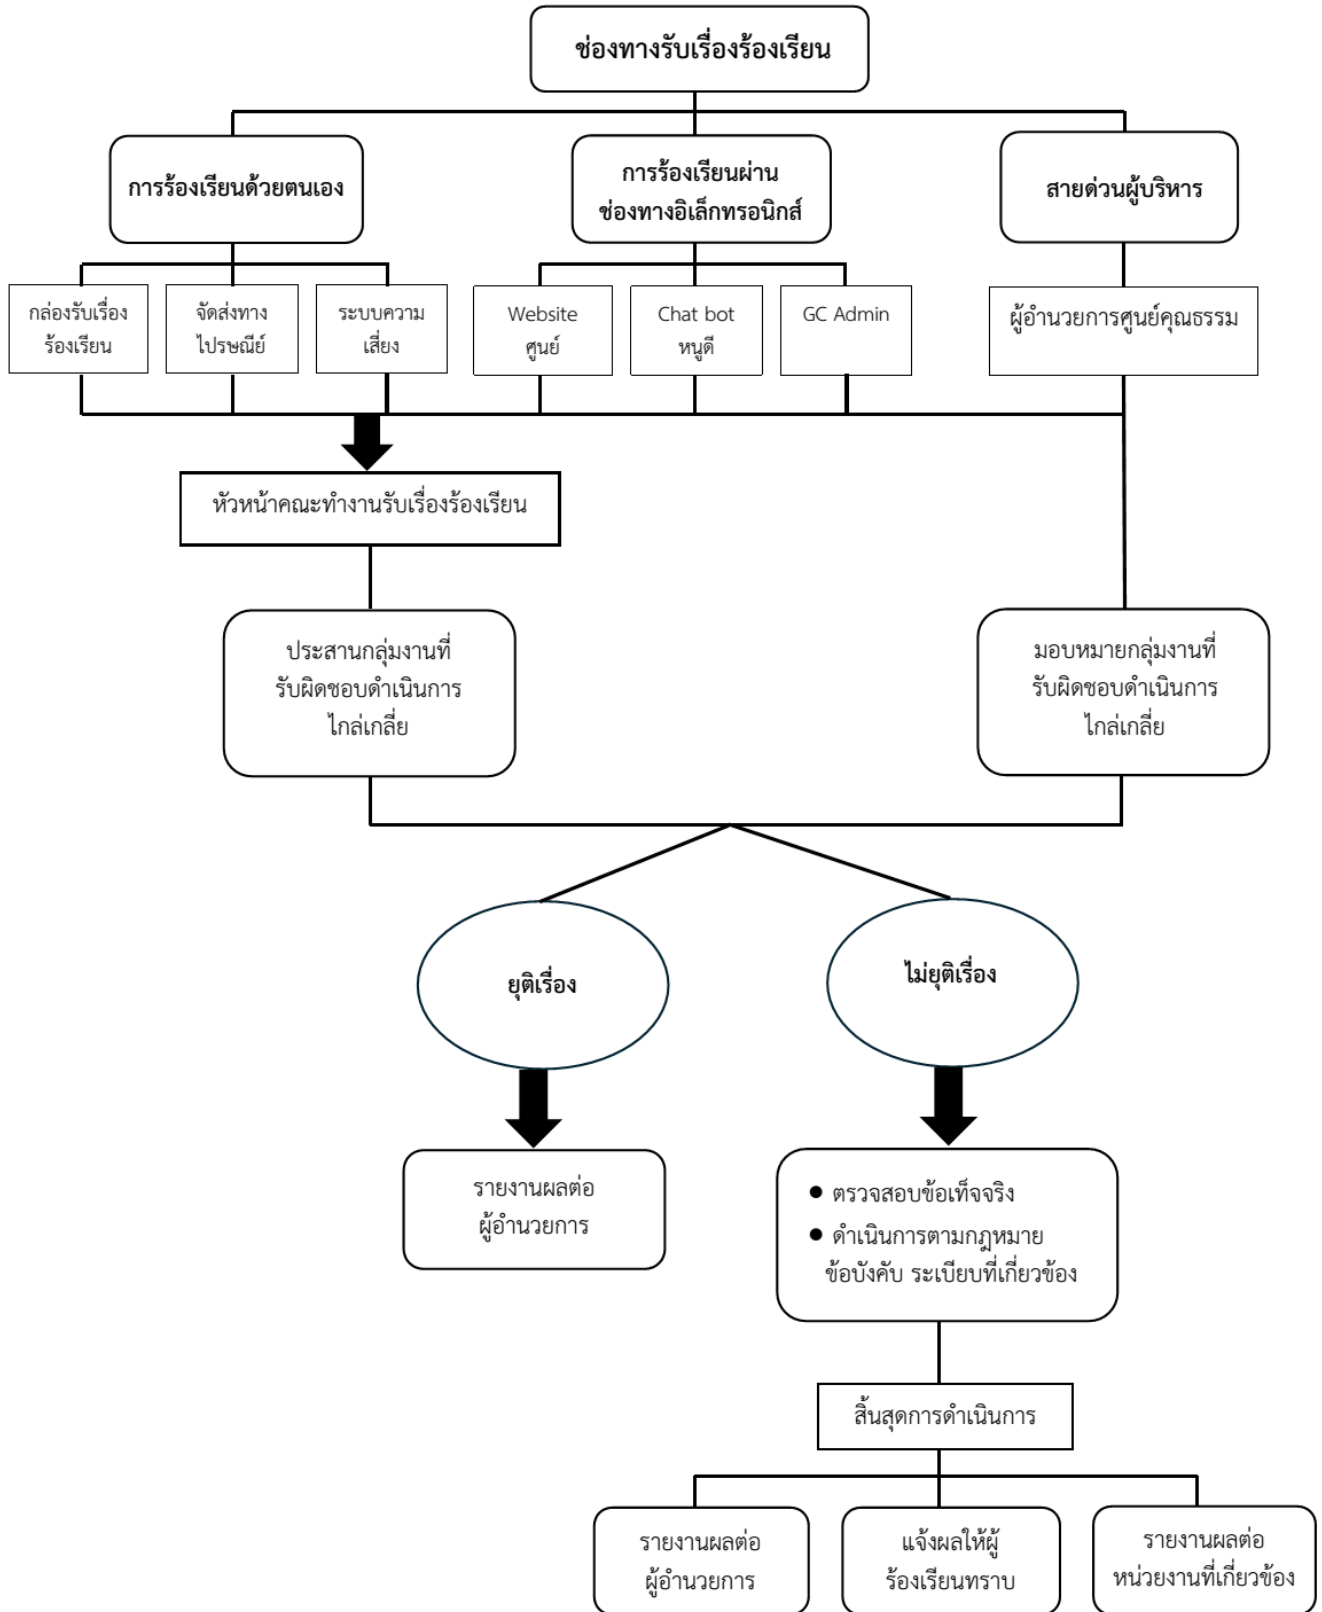 ช่องทางรับเรื่องร้องเรียน
การร้องเรียนด้วยตนเอง
การร้องเรียนผ่าน
ช่องทางอิเล็กทรอนิกส์
สายด่วนผู้บริหาร
กล่องรับเรื่อง
ร้องเรียน
จัดส่งทาง
ไปรษณีย์
ระบบความ
เสี่ยง
Website
ศูนย์
Chat bot
หนูดี
GC Admin
ผู้อำนวยการศูนย์คุณธรรม
หัวหน้าคณะทำงานรับเรื่องร้องเรียน
ประสานกลุ่มงานที่
รับผิดชอบดำเนินการ
ไกล่เกลี่ย
มอบหมายกลุ่มงานที่
รับผิดชอบดำเนินการ
ไกล่เกลี่ย
ยุติเรื่อง
ไม่ยุติเรื่อง
รายงานผลต่อ
ผู้อำนวยการ
● ตรวจสอบข้อเท็จจริง
● ดำเนินการตามกฎหมาย
ข้อบังคับ ระเบียบที่เกี่ยวข้อง
สิ้นสุดการดำเนินการ
รายงานผลต่อ
ผู้อำนวยการ
แจ้งผลให้ผู้
ร้องเรียนทราบ
รายงานผลต่อ
หน่วยงานที่เกี่ยวข้อง